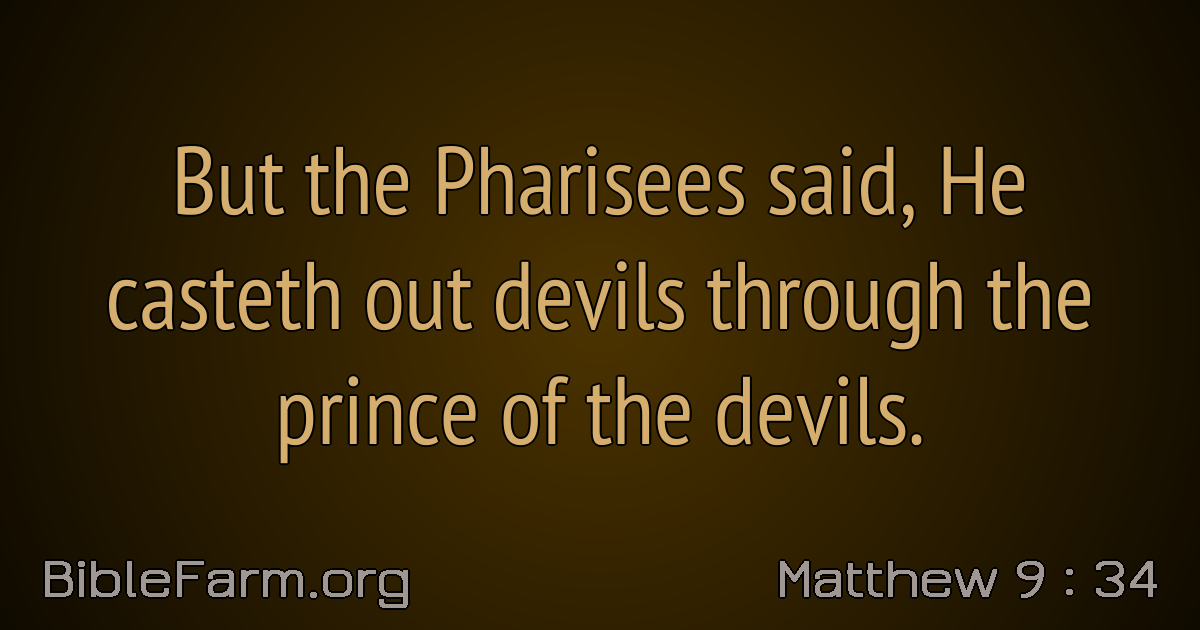 But the Pharisees said, He
casteth out devils through the
prince of the devils.
BibleFarm.org
Matthew 9 : 34